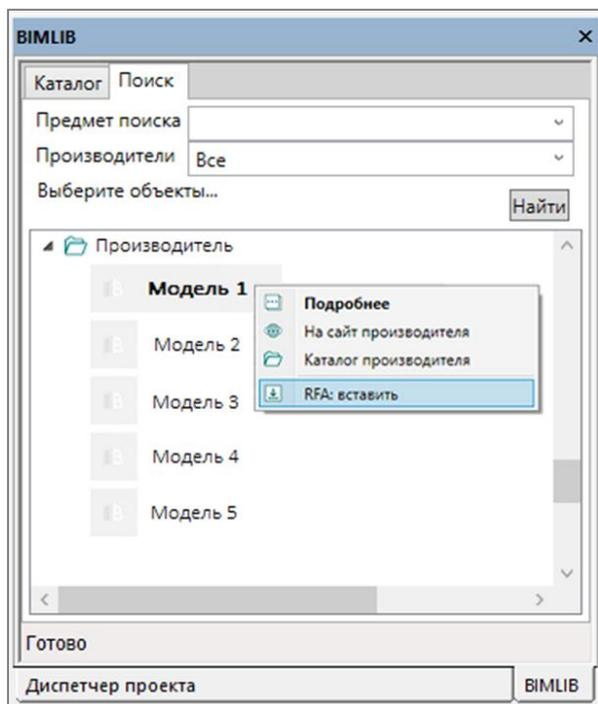 BIMLIB
Каталог Поиск
Предмет поиска
Производители Все
Выберите объекты...
Найти
Производитель
Модель 1
Подробнее
Модель 2
На сайт производителя
Каталог производителя
Модель 3
RFA: вставить
Модель 4
Модель 5
Готово
Диспетчер проекта BIMLIB